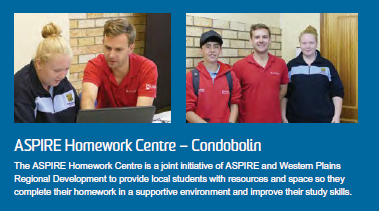 ASPIRE Homework Centre – Condobolin
The ASPIRE Homework Centre is a joint initiative of ASPIRE and Western Plains
Regional Development to provide local students with resources and space so they
complete their homework in a supportive environment and improve their study skills.